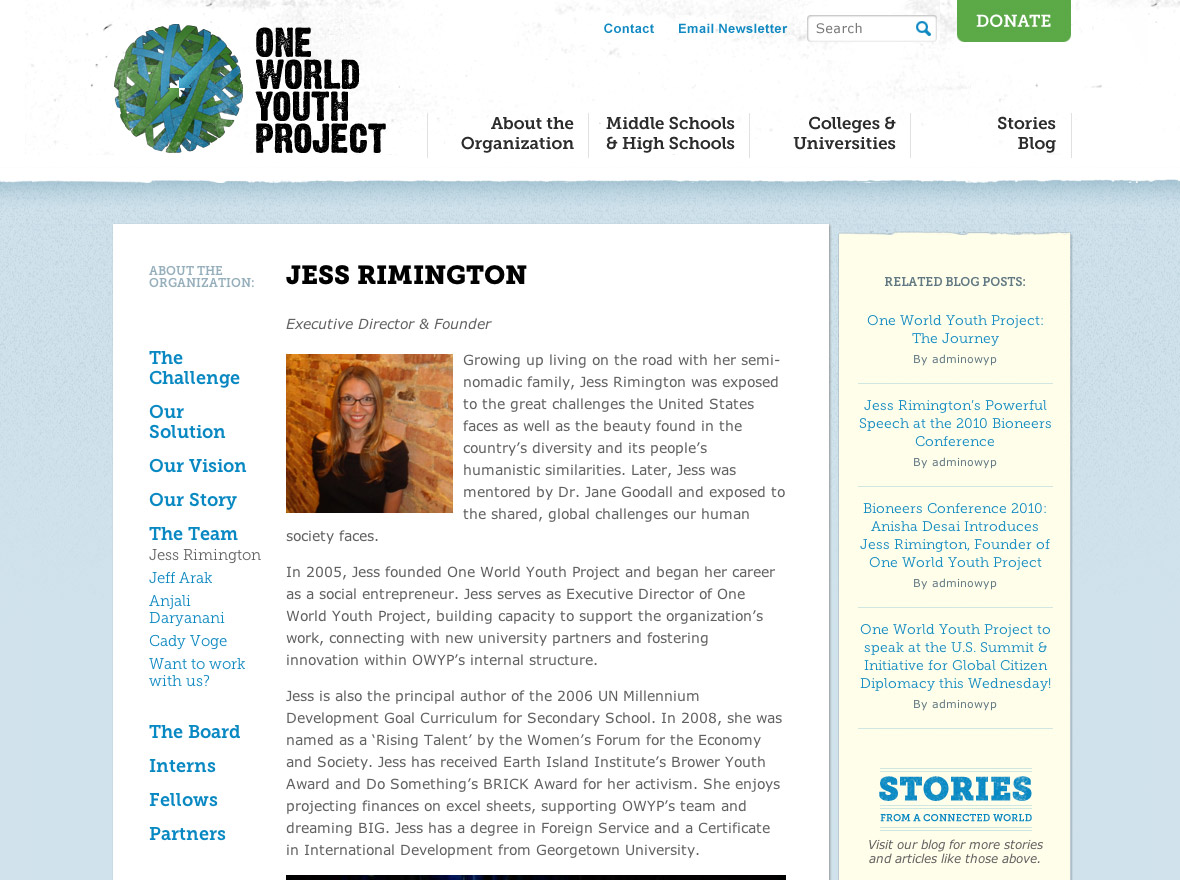 ONE
WORLD
YOUTH
PROJECT
Contact
Email Newsletter
Search
DONATE
About the
Organization
Middle Schools
& High Schools
Colleges &
Universities
Stories
Blog
ABOUT THE
ORGANIZATION:
The
Challenge
Our
Solution
Our Vision
Our Story
The Team
Jess Rimington
Jeff Arak
Anjali
Daryanani
Cady Voge
Want to work
with us?
The Board
Interns
Fellows
Partners
JESS RIMINGTON
Executive Director & Founder
Growing up living on the road with her semi-
nomadic family, Jess Rimington was exposed
to the great challenges the United States
faces as well as the beauty found in the
country’s diversity and its people’s
humanistic similarities. Later, Jess was
mentored by Dr. Jane Goodall and exposed to
the shared, global challenges our human
society faces.
In 2005, Jess founded One World Youth Project and began her career
as a social entrepreneur. Jess serves as Executive Director of One
World Youth Project, building capacity to support the organization’s
work, connecting with new university partners and fostering
innovation within OWYP’s internal structure.
Jess is also the principal author of the 2006 UN Millennium
Development Goal Curriculum for Secondary School. In 2008, she was
named as a ‘Rising Talent’ by the Women’s Forum for the Economy
and Society. Jess has received Earth Island Institute’s Brower Youth
Award and Do Something’s BRICK Award for her activism. She enjoys
projecting finances on excel sheets, supporting OWYP’s team and
dreaming BIG. Jess has a degree in Foreign Service and a Certificate
in International Development from Georgetown University.
RELATED BLOG POSTS:
One World Youth Project:
The Journey
By adminowyp
Jess Rimington’s Powerful
Speech at the 2010 Bioneers
Conference
By adminowyp
Bioneers Conference 2010:
Anisha Desai Introduces
Jess Rimington, Founder of
One World Youth Project
By adminowyp
One World Youth Project to
speak at the U.S. Summit &
Initiative for Global Citizen
Diplomacy this Wednesday!
By adminowyp
STORIES
FROM A CONNECTED WORLD
Visit our blog for more stories
and articles like those above.